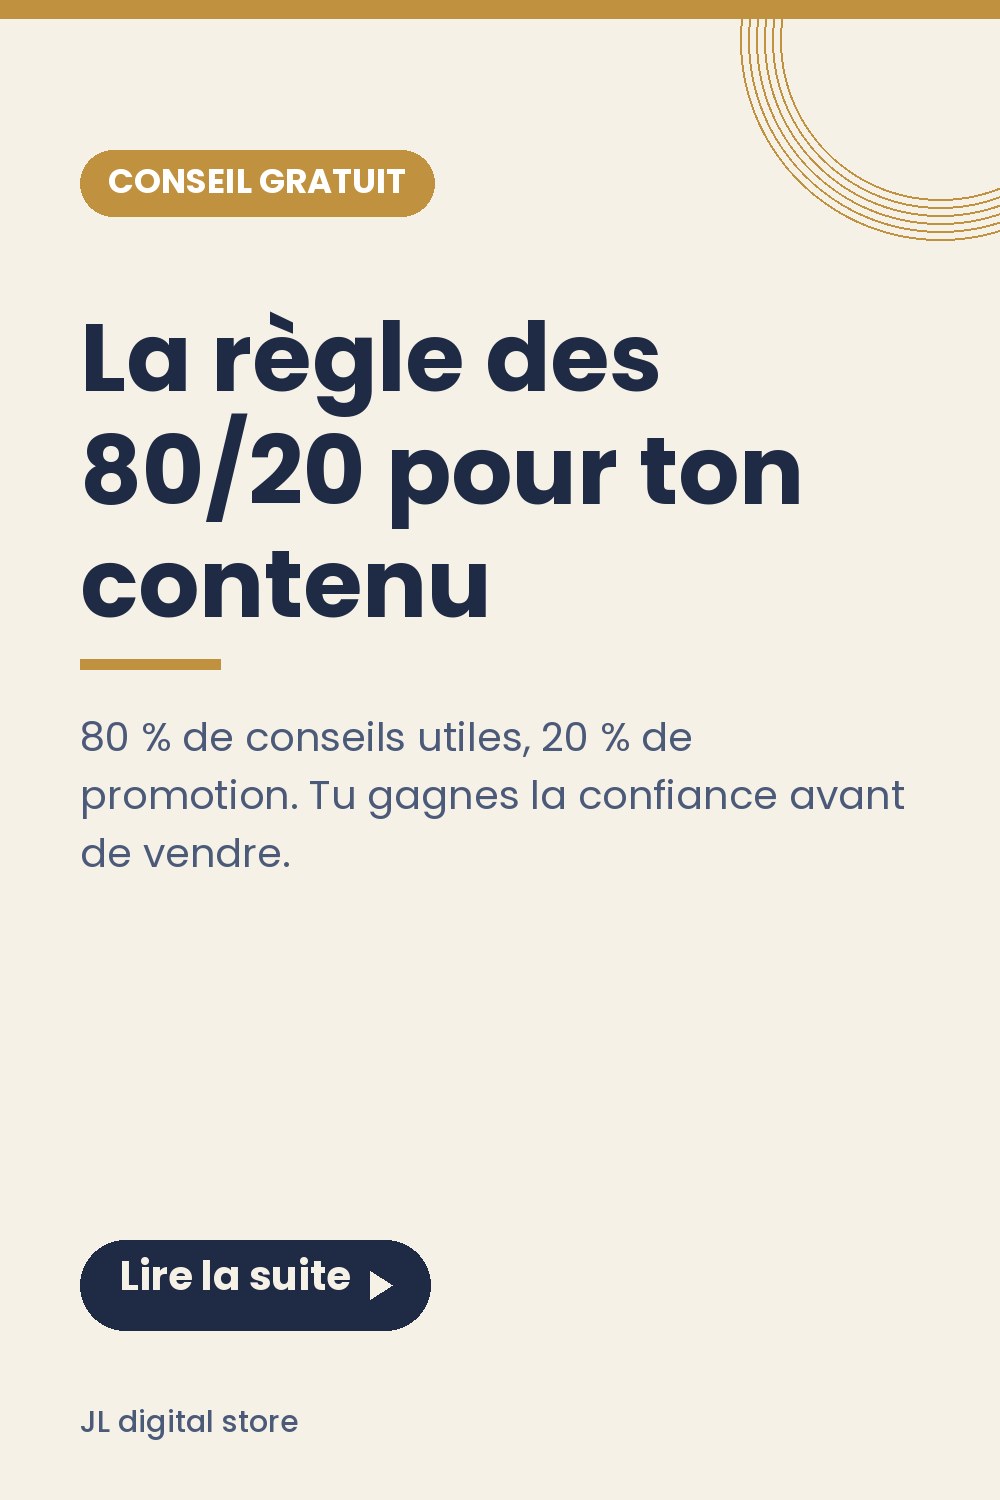 CONSEIL GRATUIT
La règle des
80/20 pour ton
contenu
80 % de conseils utiles, 20 % de
promotion. Tu gagnes la confiance avant
de vendre.
Lire la suite
JL digital store